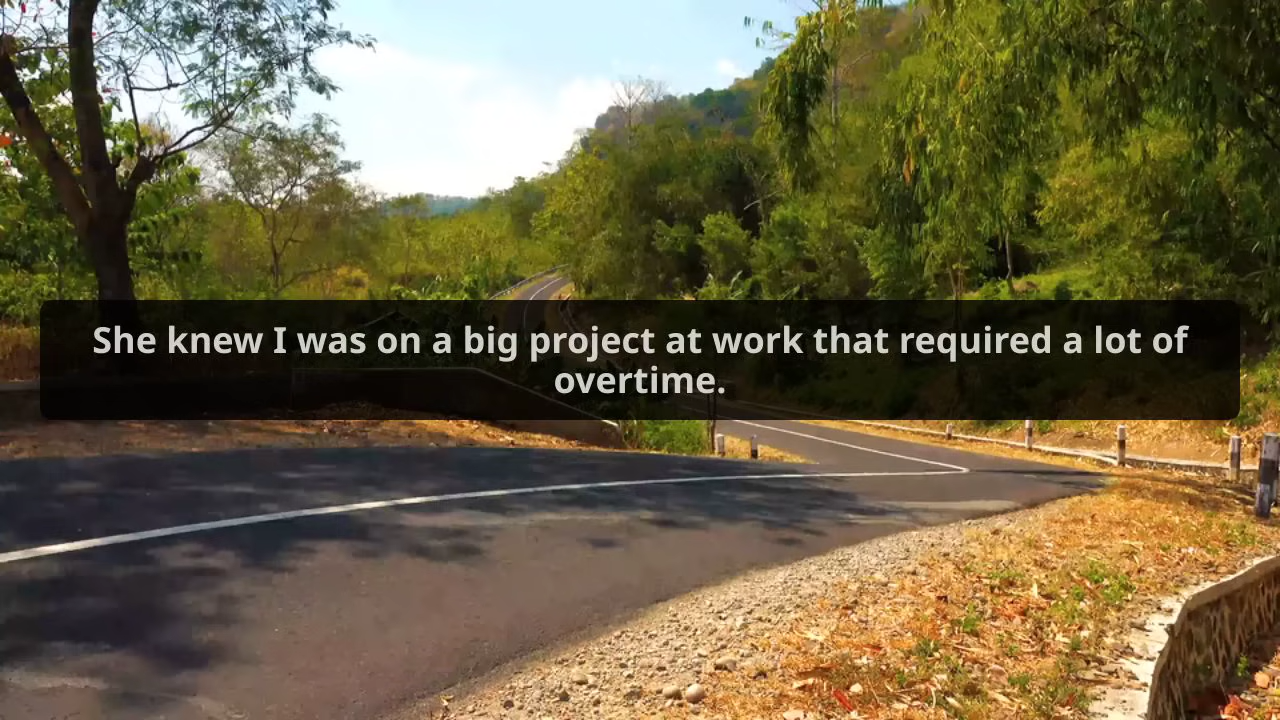 She knew I was on a big project at work that required a lot of
overtime.